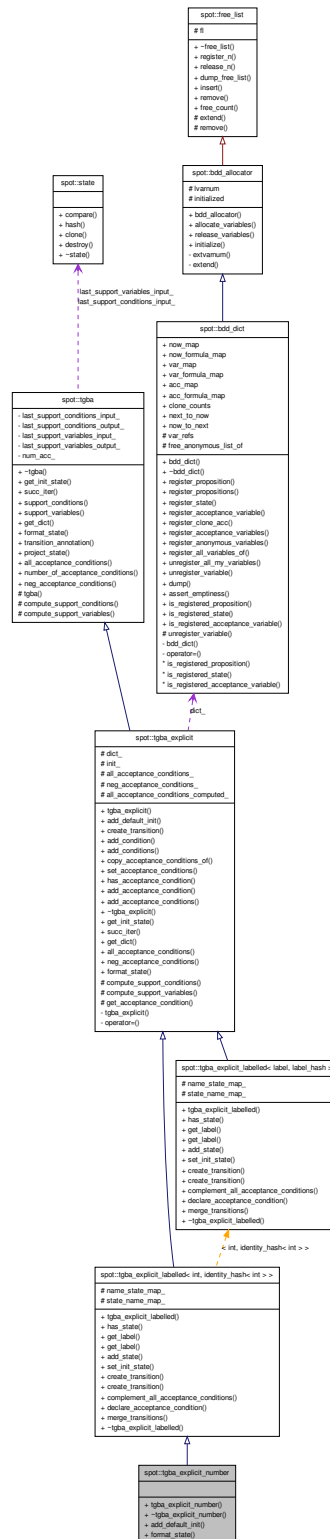 spot::free_list
# fl
+ ~free_list()
+ register_n()
+ release_n()
+ dump_free_list()
+ insert()
+ remove()
+ free_count()
# extend()
# remove()
spot::state
+ compare()
+ hash()
+ clone()
+ destroy()
+ ~state()
spot::bdd_allocator
# lvarnum
# initialized
+ bdd_allocator()
+ allocate_variables()
+ release_variables()
+ initialize()
- extvarnum()
- extend()
last_support_variables_input_
last_support_conditions_input_
spot::bdd_dict
+ now_map
+ now_formula_map
+ var_map
+ var_formula_map
+ acc_map
+ acc_formula_map
+ clone_counts
+ next_to_now
+ now_to_next
# var_refs
# free_anonymous_list_of
+ bdd_dict()
+ ~bdd_dict()
+ register_proposition()
+ register_propositions()
+ register_state()
+ register_acceptance_variable()
+ register_clone_acc()
+ register_acceptance_variables()
+ register_anonymous_variables()
+ register_all_variables_of()
+ unregister_all_my_variables()
+ unregister_variable()
+ dump()
+ assert_emptiness()
+ is_registered_proposition()
+ is_registered_state()
+ is_registered_acceptance_variable()
# unregister_variable()
- bdd_dict()
- operator=()
* is_registered_proposition()
* is_registered_state()
* is_registered_acceptance_variable()
spot::tgba
- last_support_conditions_input_
- last_support_conditions_output_
- last_support_variables_input_
- last_support_variables_output_
- num_acc_
+ ~tgba()
+ get_init_state()
+ succ_iter()
+ support_conditions()
+ support_variables()
+ get_dict()
+ format_state()
+ transition_annotation()
+ project_state()
+ all_acceptance_conditions()
+ number_of_acceptance_conditions()
+ neg_acceptance_conditions()
# tgba()
# compute_support_conditions()
# compute_support_variables()
dict_
spot::tgba_explicit
# dict_
# init_
# all_acceptance_conditions_
# neg_acceptance_conditions_
# all_acceptance_conditions_computed_
+ tgba_explicit()
+ add_default_init()
+ create_transition()
+ add_condition()
+ add_conditions()
+ copy_acceptance_conditions_of()
+ set_acceptance_conditions()
+ has_acceptance_condition()
+ add_acceptance_condition()
+ add_acceptance_conditions()
+ ~tgba_explicit()
+ get_init_state()
+ succ_iter()
+ get_dict()
+ all_acceptance_conditions()
+ neg_acceptance_conditions()
+ format_state()
# compute_support_conditions()
# compute_support_variables()
# get_acceptance_condition()
- tgba_explicit()
- operator=()
spot::tgba_explicit_labelled< label, label_hash >
# name_state_map_
# state_name_map_
+ tgba_explicit_labelled()
+ has_state()
+ get_label()
+ get_label()
+ add_state()
+ set_init_state()
+ create_transition()
+ create_transition()
+ complement_all_acceptance_conditions()
+ declare_acceptance_condition()
+ merge_transitions()
+ ~tgba_explicit_labelled()
< int, identity_hash< int > >
spot::tgba_explicit_labelled< int, identity_hash< int > >
# name_state_map_
# state_name_map_
+ tgba_explicit_labelled()
+ has_state()
+ get_label()
+ get_label()
+ add_state()
+ set_init_state()
+ create_transition()
+ create_transition()
+ complement_all_acceptance_conditions()
+ declare_acceptance_condition()
+ merge_transitions()
+ ~tgba_explicit_labelled()
spot::tgba_explicit_number
+ tgba_explicit_number()
+ ~tgba_explicit_number()
+ add_default_init()
+ format_state()